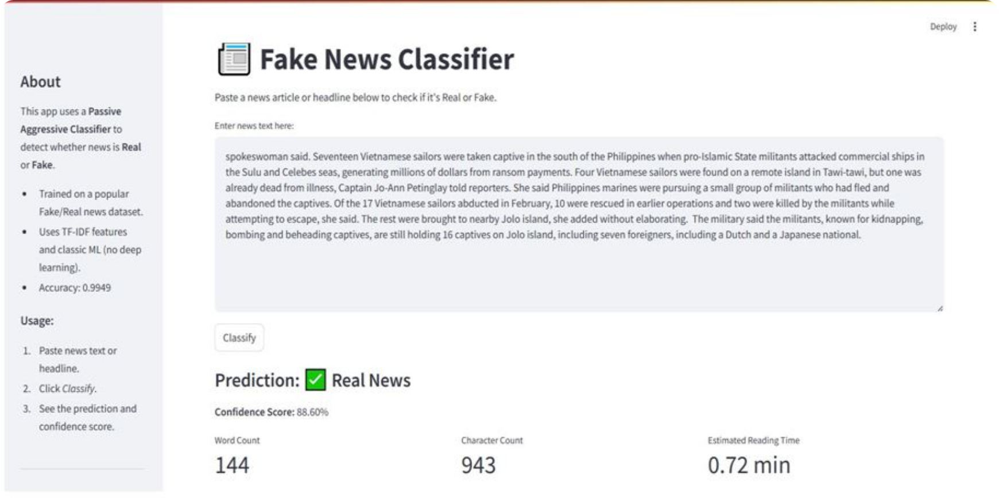 Deploy
About
This app uses a Passive
Aggressive Classifier to
detect whether news is Real
or Fake.
• Trained on a popular
Fake/Real news dataset.
• Uses TF-IDF features
and classic ML (no deep
learning).
• Accuracy: 0.9949
Usage:
1. Paste news text or
headline.
2. Click Classify.
3. See the prediction and
confidence score.
Fake News Classifier
Paste a news article or headline below to check if it's Real or Fake.
Enter news text here:
spokeswoman said. Seventeen Vietnamese sailors were taken captive in the south of the Philippines when pro-Islamic State militants attacked commercial ships in
the Sulu and Celebes seas, generating millions of dollars from ransom payments. Four Vietnamese sailors were found on a remote island in Tawi-tawi, but one was
already dead from illness, Captain Jo-Ann Petinglay told reporters. She said Philippines marines were pursuing a small group of militants who had fled and
abandoned the captives. Of the 17 Vietnamese sailors abducted in February, 10 were rescued in earlier operations and two were killed by the militants while
attempting to escape, she said. The rest were brought to nearby Jolo island, she added without elaborating.  The military said the militants, known for kidnapping,
bombing and beheading captives, are still holding 16 captives on Jolo island, including seven foreigners, including a Dutch and a Japanese national.
Classify
Prediction: ✅ Real News
Confidence Score: 88.60%
Word Count
144
Character Count
943
Estimated Reading Time
0.72 min